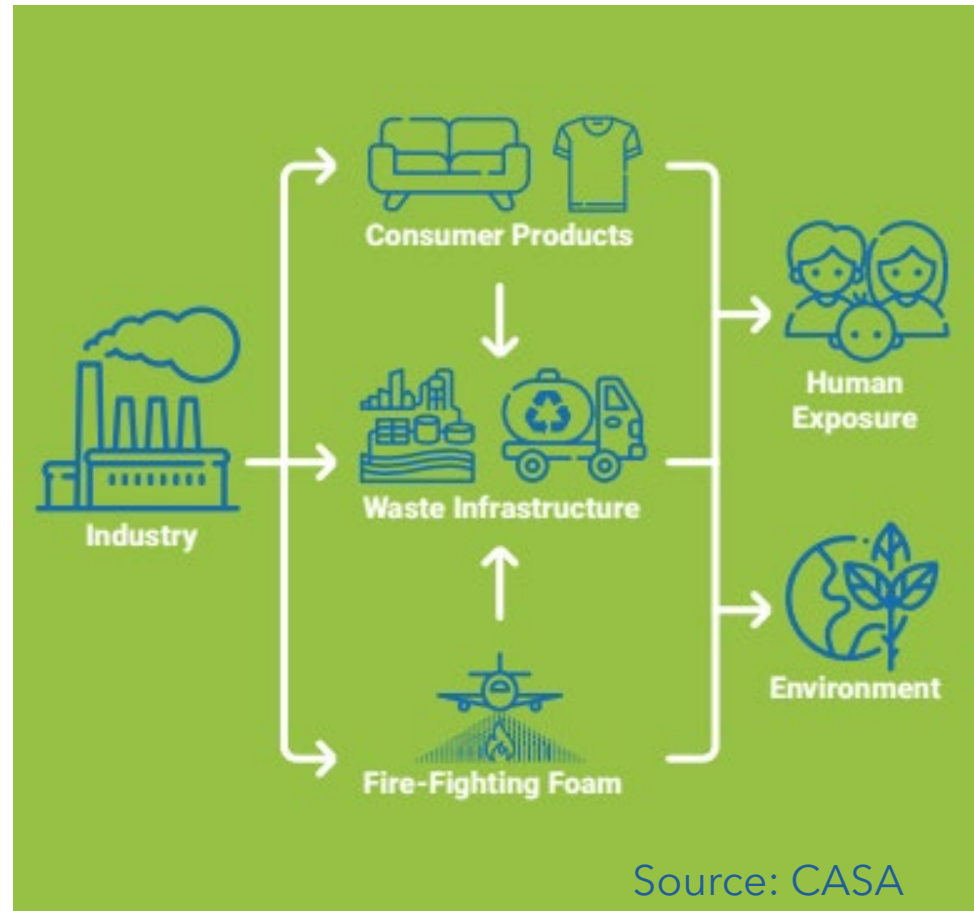 Consumer Products
Human
Exposure
Waste Infrastructure
Industry
Environment
Fire-Fighting Foam
Source: CASA